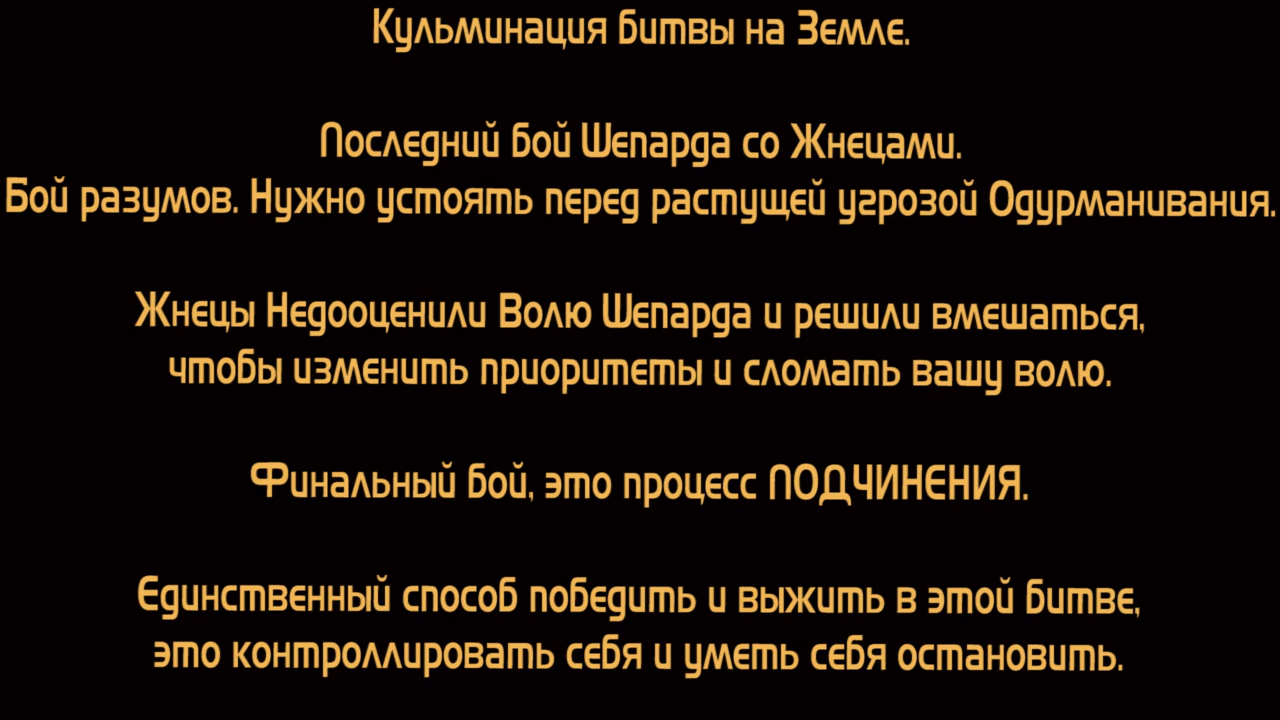 Кульминация битвы на Земле.
Последний бой Шепарда со Жнецами.
Бой разумов. Нужно устоять перед растущей угрозой Одурманивания.
Жнецы Недооценили Волю Шепарда и решили вмешаться,
чтобы изменить приоритеты и сломать вашу волю.
Финальный бой, это процесс ПОДЧИНЕНИЯ.
Единственный способ победить и выжить в этой битве,
это контроллировать себя и уметь себя остановить.